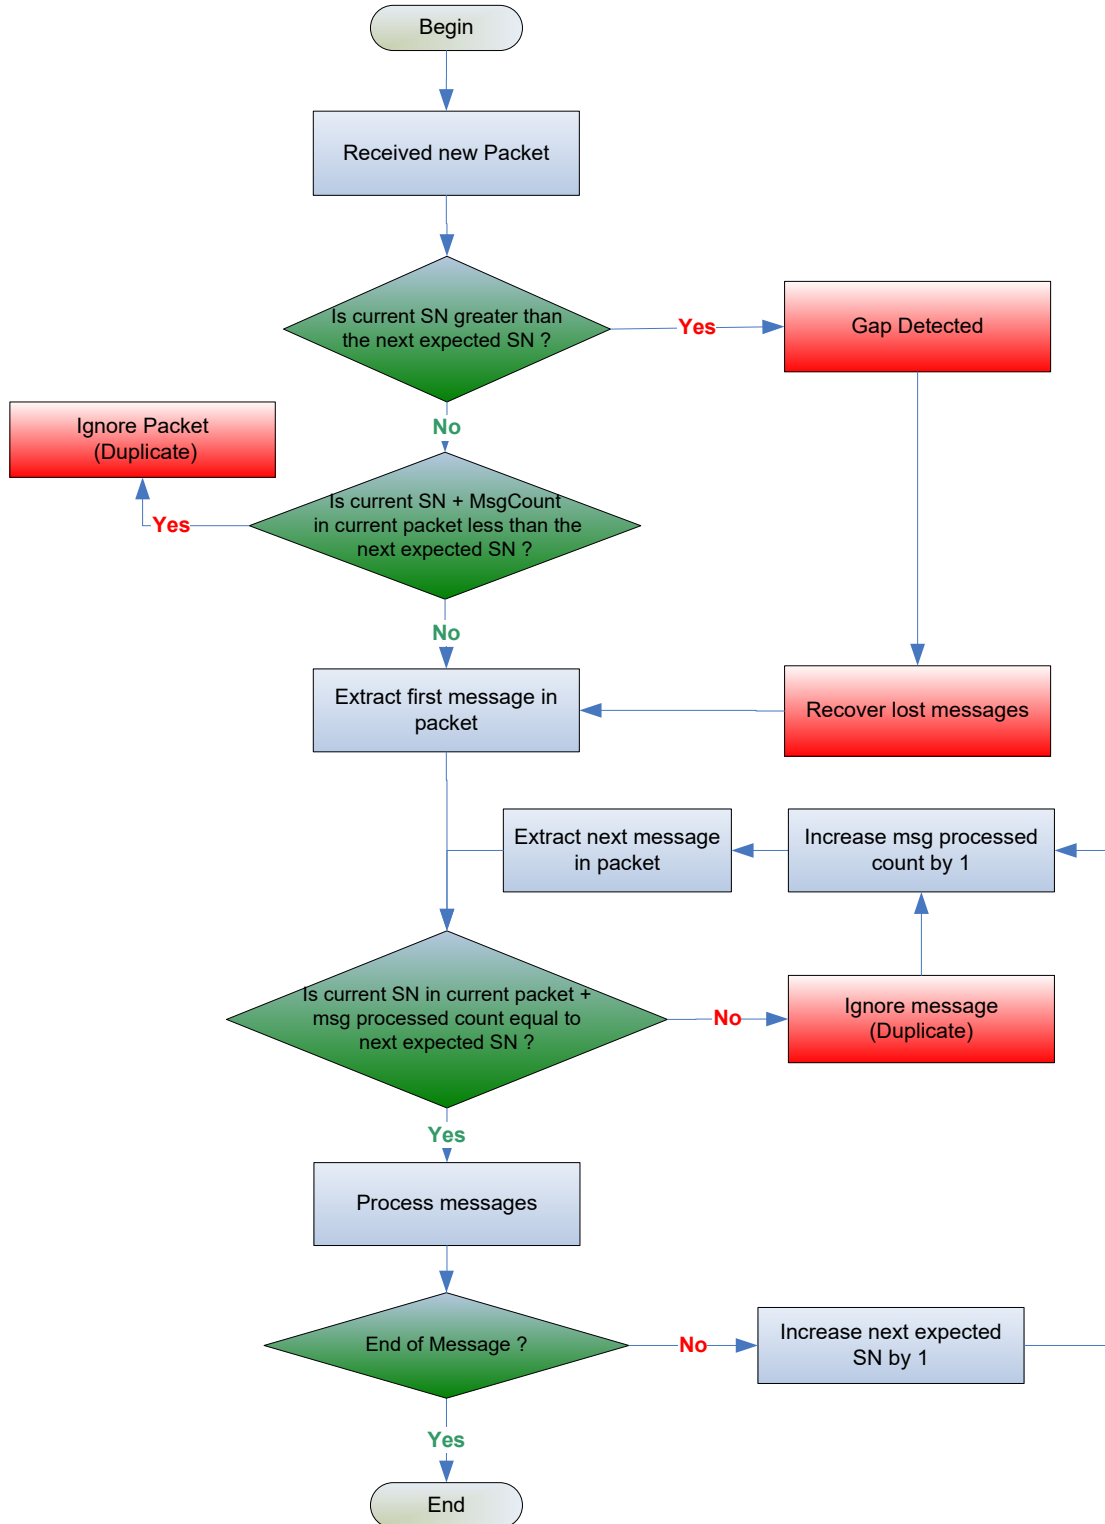 Begin
Received new Packet
Is current SN greater than
the next expected SN ?
Yes
Gap Detected
No
Ignore Packet
(Duplicate)
Is current SN + MsgCount
in current packet less than the
next expected SN ?
Yes
No
Extract first message in
packet
Recover lost messages
Extract next message
in packet
Increase msg processed
count by 1
Is current SN in current packet +
msg processed count equal to
next expected SN ?
No
Ignore message
(Duplicate)
Yes
Process messages
End of Message ?
No
Increase next expected
SN by 1
Yes
End